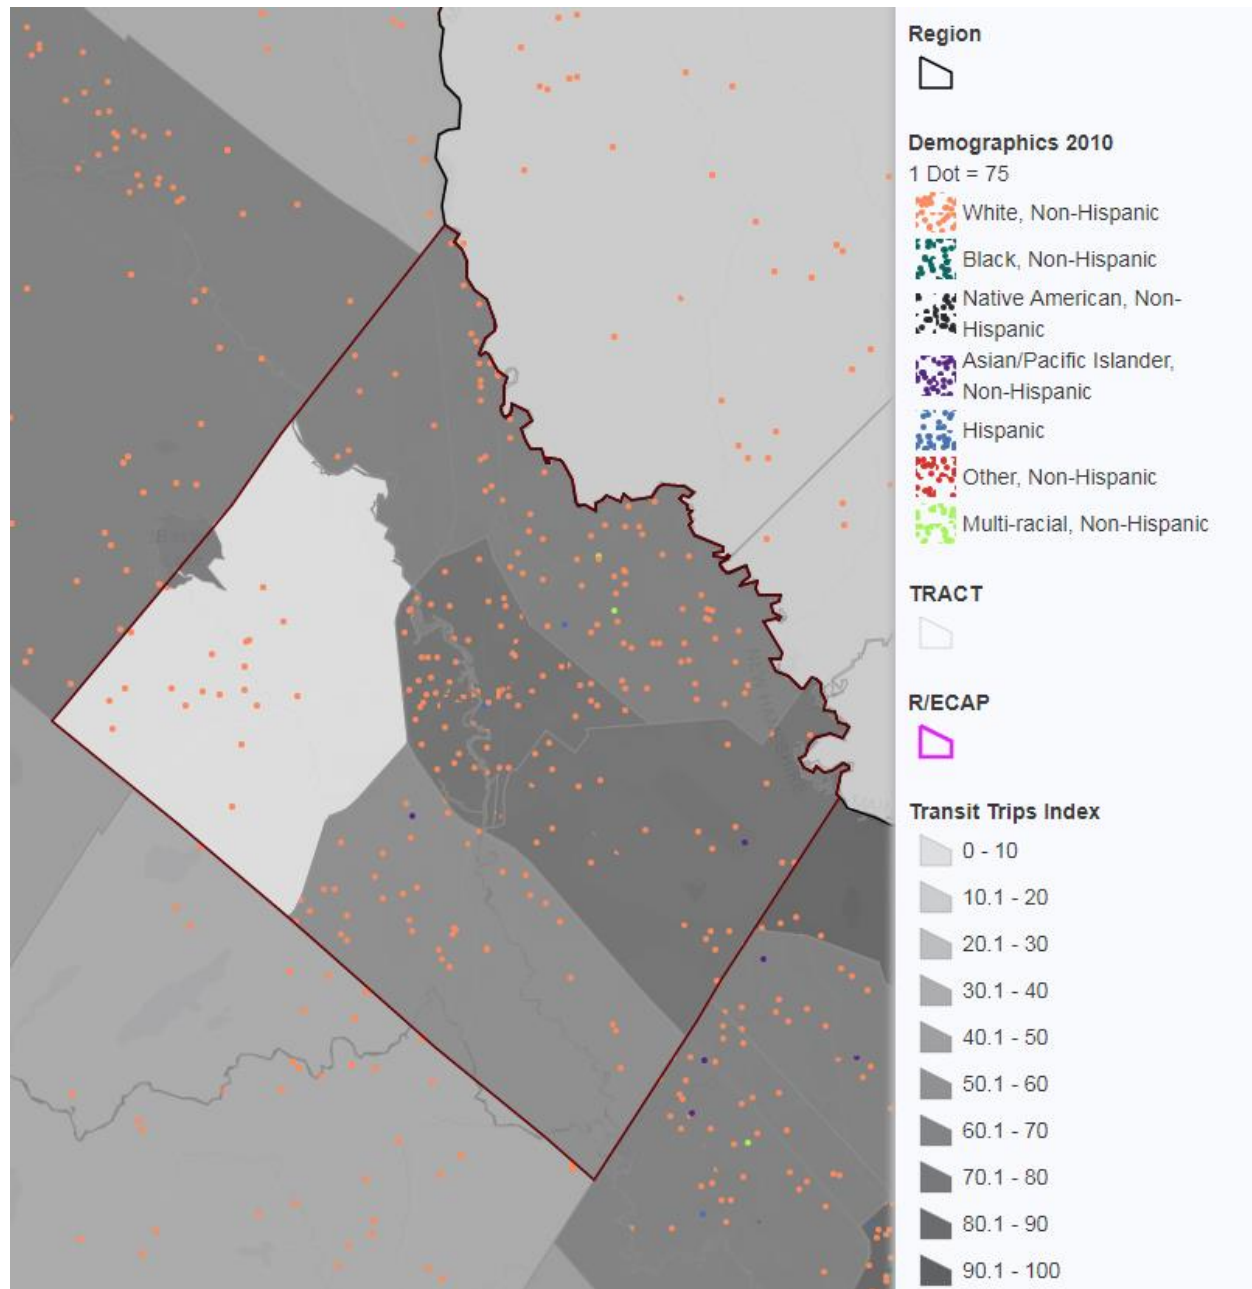 Region
Demographics 2010
1 Dot = 75
White, Non-Hispanic
Black, Non-Hispanic
Native American, Non-
Hispanic
Asian/Pacific Islander,
Non-Hispanic
Hispanic
Other, Non-Hispanic
Multi-racial, Non-Hispanic
TRACT
R/ECAP
Transit Trips Index
0 - 10
10.1 - 20
20.1 - 30
30.1 - 40
40.1 - 50
50.1 - 60
60.1 - 70
70.1 - 80
80.1 - 90
90.1 - 100